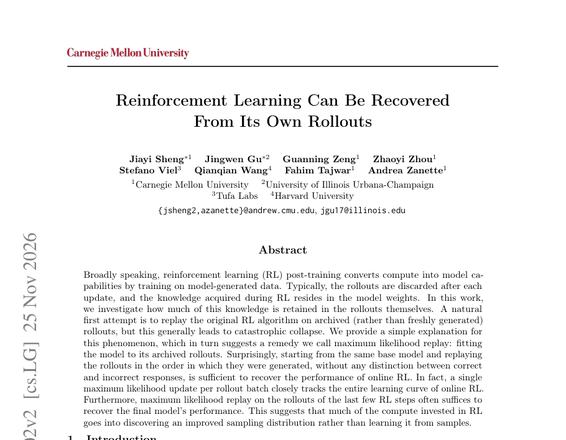 Carnegie Mellon University
Reinforcement Learning Can Be Recovered
From Its Own Rollouts
Jiayi Sheng*1 Jingwen Gu*2 Guanning Zeng1 Zhaoyi Zhou1
Stefano Viel3 Qianqian Wang4 Fahim Tajwar1 Andrea Zanette1
1Carnegie Mellon University 2University of Illinois Urbana-Champaign
3Tufa Labs 4Harvard University
{jsheng2,azanette}@andrew.cmu.edu, jgu17@illinois.edu
Abstract
Broadly speaking, reinforcement learning (RL) post-training converts compute into model ca-
pabilities by training on model-generated data. Typically, the rollouts are discarded after each
update, and the knowledge acquired during RL resides in the model weights. In this work,
we investigate how much of this knowledge is retained in the rollouts themselves. A natural
first attempt is to replay the original RL algorithm on archived (rather than freshly generated)
rollouts, but this generally leads to catastrophic collapse. We provide a simple explanation for
this phenomenon, which in turn suggests a remedy we call maximum likelihood replay: fitting
the model to its archived rollouts. Surprisingly, starting from the same base model and replaying
the rollouts in the order in which they were generated, without any distinction between correct
and incorrect responses, is sufficient to recover the performance of online RL. In fact, a single
maximum likelihood update per rollout batch closely tracks the entire learning curve of online RL.
Furthermore, maximum likelihood replay on the rollouts of the last few RL steps often suffices to
recover the final model's performance. This suggests that much of the compute invested in RL
goes into discovering an improved sampling distribution rather than learning it from samples.
1 Introduction
2v2 [cs.LG] 25 Nov 2026